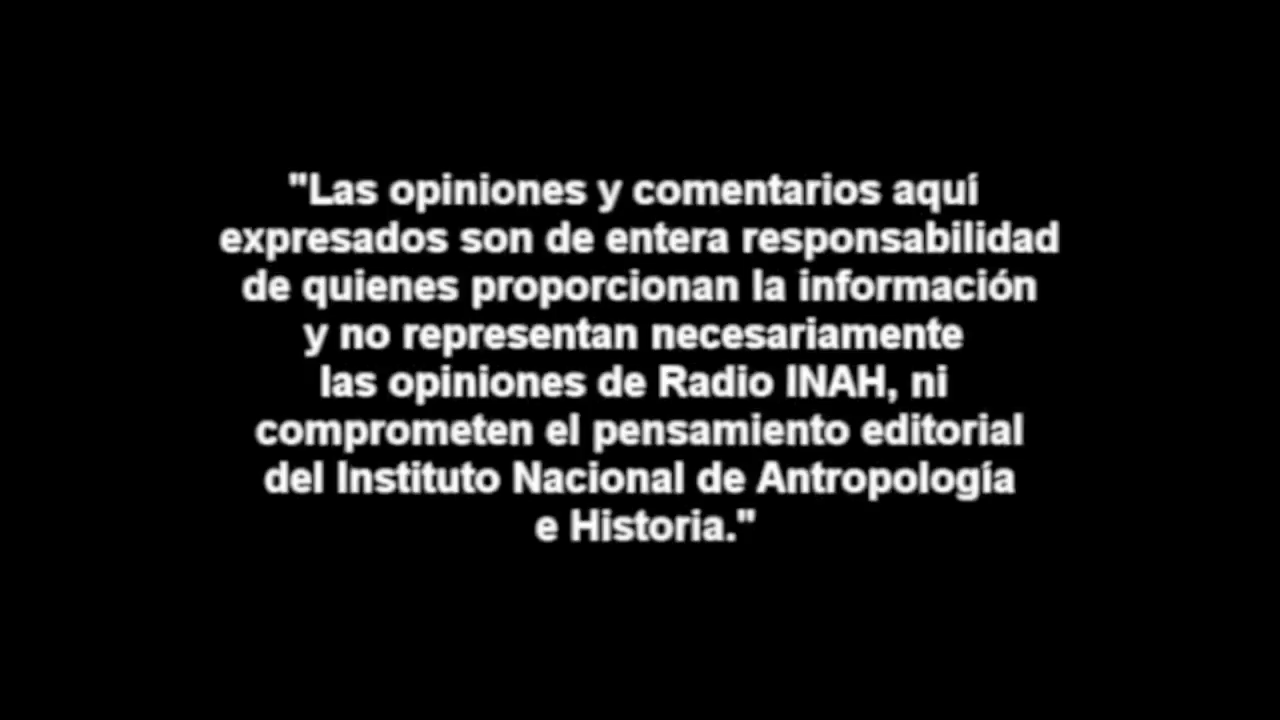 "Las opiniones y comentarios aquí
expresados son de entera responsabilidad
de quienes proporcionan la información
y no representan necesariamente
las opiniones de Radio INAH, ni
comprometen el pensamiento editorial
del Instituto Nacional de Antropología
e Historia."